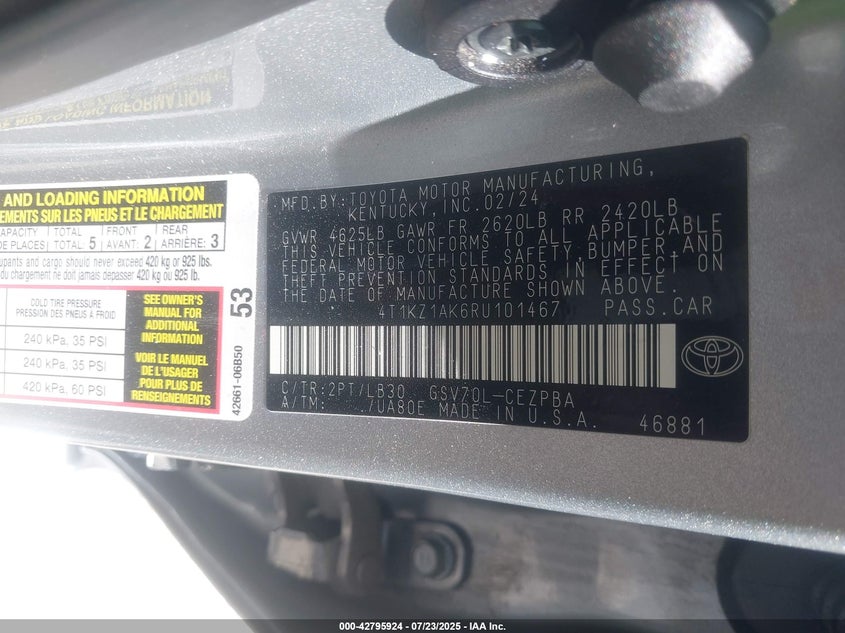 AND LOADING INFORMATION
SUR LES PNEUS ET LE CHARGEMENT
TOTAL 5
FRONT AVANT: 2
REAR ARRIÈRE: 3
and cargo should never exceed 420 kg or 925 lbs.
du chargement ne doit jamais dépasser 420 kg ou 925 lb.
COLD TIRE PRESSURE
PRESSION DES PNEUS À FROID
240 kPa, 35 PSI
240 kPa, 35 PSI
420 kPa, 60 PSI
SEE OWNER'S
MANUAL FOR
ADDITIONAL
INFORMATION
VOIR LE MANUEL
DE L'USAGER
POUR PLUS DE
RENSEIGNEMENTS
53
42661-06B50
MFD.BY:TOYOTA MOTOR MANUFACTURING,
KENTUCKY, INC.02/24
GVWR 4625LB GAWR FR 2620LB RR 2420LB
THIS VEHICLE CONFORMS TO ALL APPLICABLE
FEDERAL MOTOR VEHICLE SAFETY,BUMPER,AND
THEFT PREVENTION STANDARDS IN EFFECT ON
THE DATE OF MANUFACTURE SHOWN ABOVE.
4T1KZ1AK6RU101467 PASS.CAR
C/TR:2PT/LB30 GSV70L-CEZPBA
A/TM: /UA80E MADE IN U.S.A.
46881
000-42795924 - 07/23/2025 - IAA Inc.